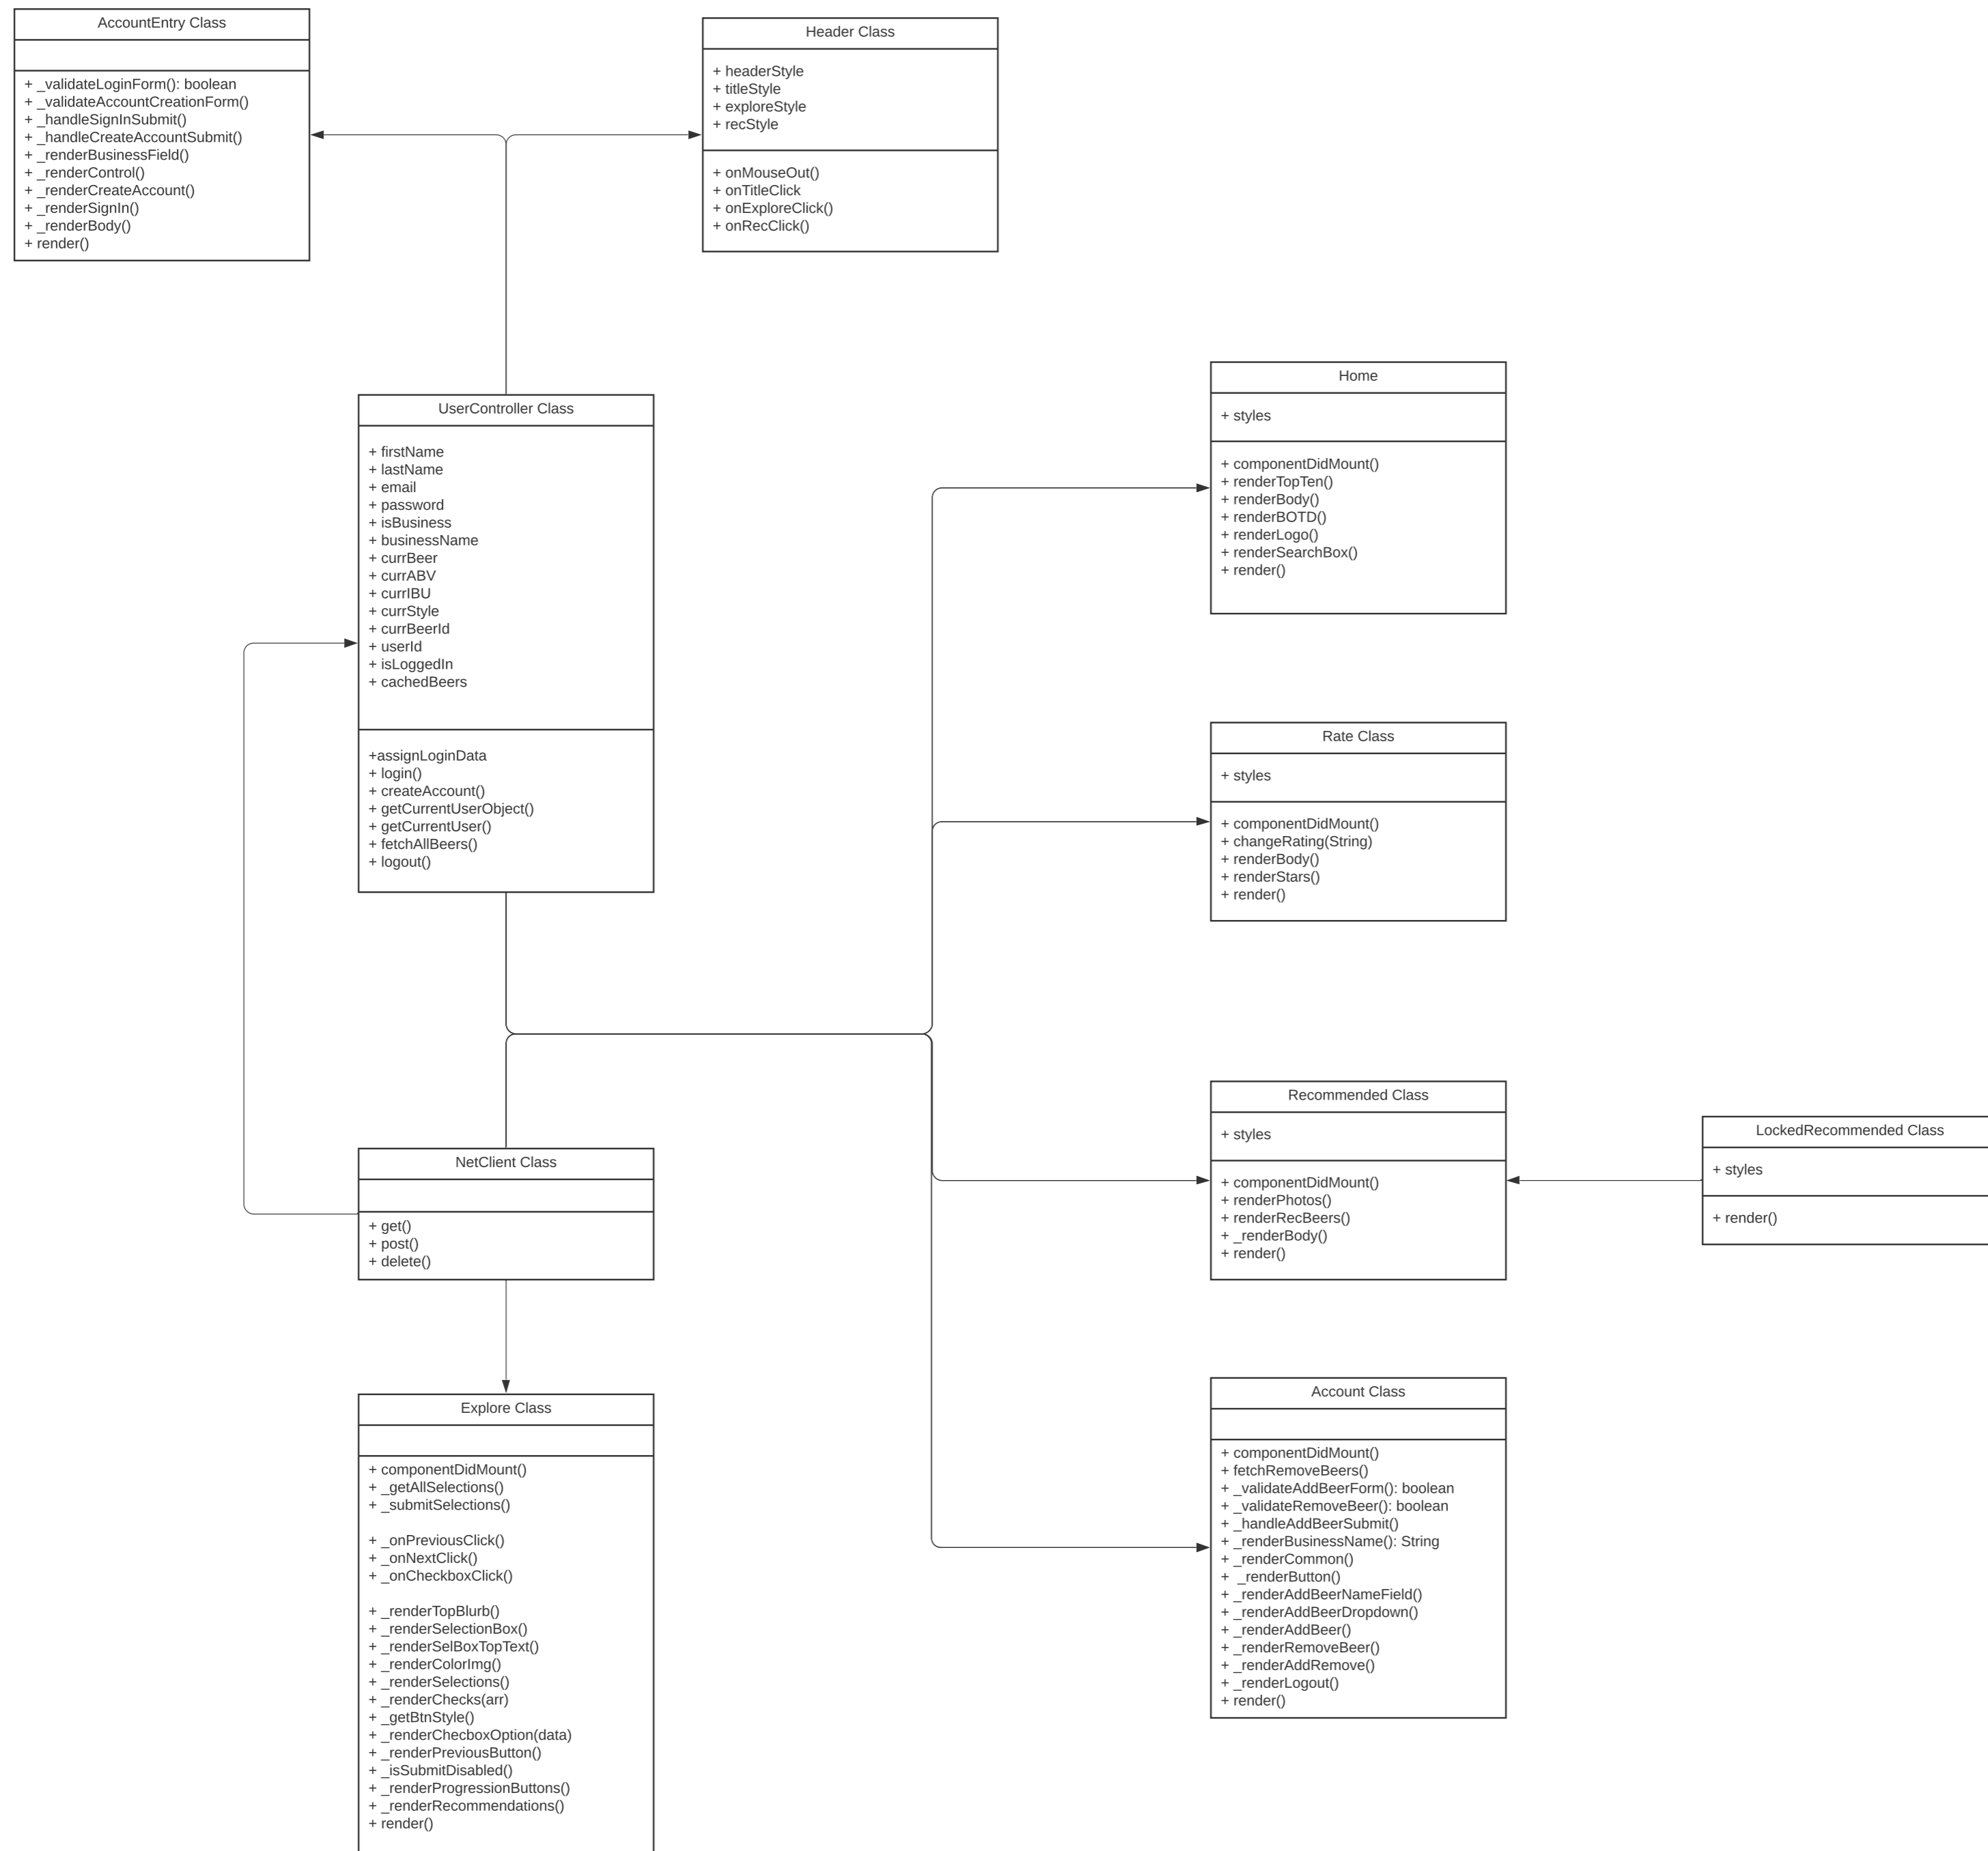 AccountEntry Class
+ _validateLoginForm(): boolean
+ _validateAccountCreationForm()
+ _handleSignInSubmit()
+ _handleCreateAccountSubmit()
+ _renderBusinessField()
+ _renderControl()
+ _renderCreateAccount()
+ _renderSignIn()
+ _renderBody()
+ render()
Header Class
+ headerStyle
+ titleStyle
+ exploreStyle
+ recStyle
+ onMouseOut()
+ onTitleClick
+ onExploreClick()
+ onRecClick()
UserController Class
+ firstName
+ lastName
+ email
+ password
+ isBusiness
+ businessName
+ currBeer
+ currABV
+ currIBU
+ currStyle
+ currBeerId
+ userId
+ isLoggedIn
+ cachedBeers
+assignLoginData
+ login()
+ createAccount()
+ getCurrentUserObject()
+ getCurrentUser()
+ fetchAllBeers()
+ logout()
Home
+ styles
+ componentDidMount()
+ renderTopTen()
+ renderBody()
+ renderBOTD()
+ renderLogo()
+ renderSearchBox()
+ render()
Rate Class
+ styles
+ componentDidMount()
+ changeRating(String)
+ renderBody()
+ renderStars()
+ render()
NetClient Class
+ get()
+ post()
+ delete()
Recommended Class
+ styles
+ componentDidMount()
+ renderPhotos()
+ renderRecBeers()
+ _renderBody()
+ render()
LockedRecommended Class
+ styles
+ render()
Explore Class
+ componentDidMount()
+ _getAllSelections()
+ _submitSelections()
+ _onPreviousClick()
+ _onNextClick()
+ _onCheckboxClick()
+ _renderTopBlurb()
+ _renderSelectionBox()
+ _renderSelBoxTopText()
+ _renderColorImg()
+ _renderSelections()
+ _renderChecks(arr)
+ _getBtnStyle()
+ _renderChecboxOption(data)
+ _renderPreviousButton()
+ _isSubmitDisabled()
+ _renderProgressionButtons()
+ _renderRecommendations()
+ render()
Account Class
+ componentDidMount()
+ fetchRemoveBeers()
+ _validateAddBeerForm(): boolean
+ _validateRemoveBeer(): boolean
+ _handleAddBeerSubmit()
+ _renderBusinessName(): String
+ _renderCommon()
+  _renderButton()
+ _renderAddBeerNameField()
+ _renderAddBeerDropdown()
+ _renderAddBeer()
+ _renderRemoveBeer()
+ _renderAddRemove()
+ _renderLogout()
+ render()